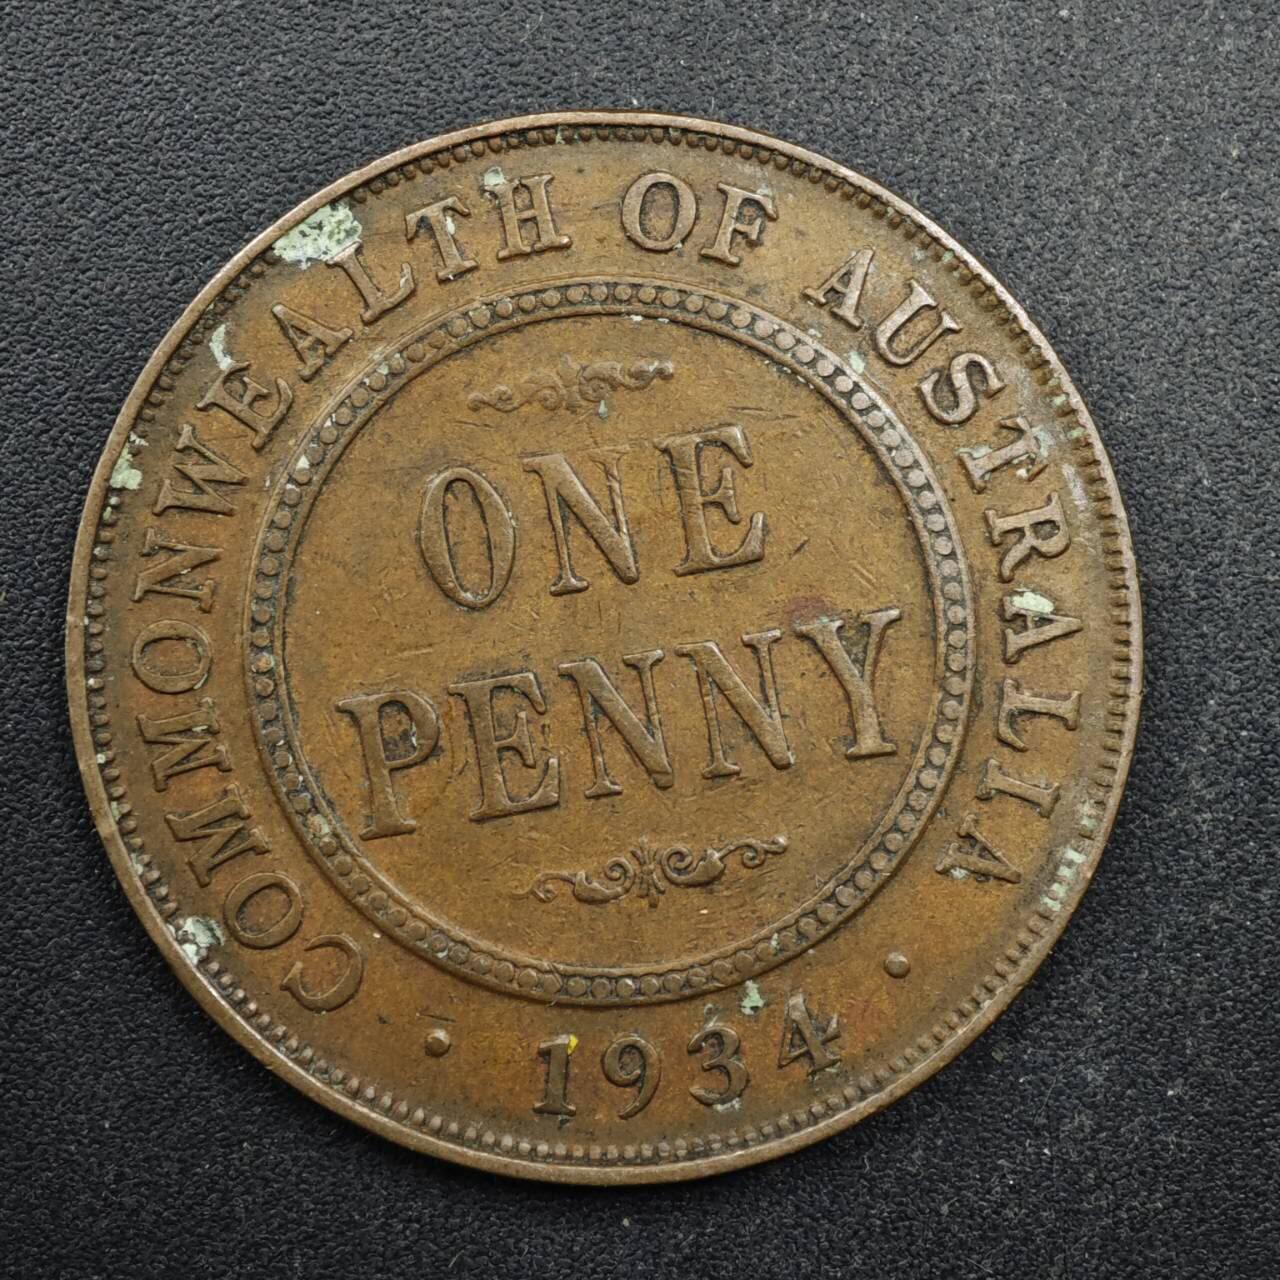 COMMONWEALTH OF AUSTRALIA
ONE
PENNY
· 1934 ·